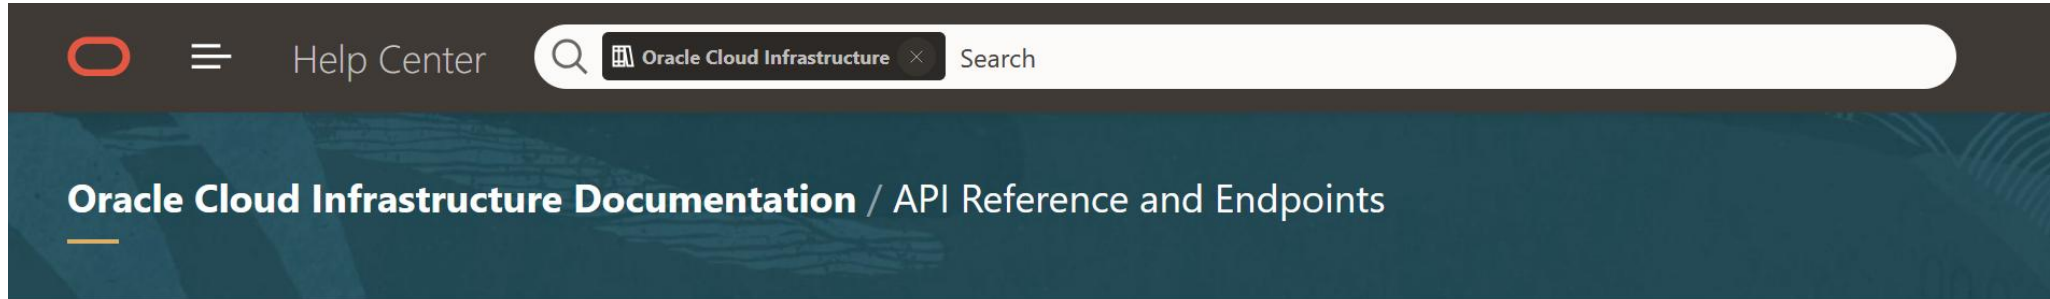 Help Center Oracle Cloud Infrastructure Search
Oracle Cloud Infrastructure Documentation / API Reference and Endpoints